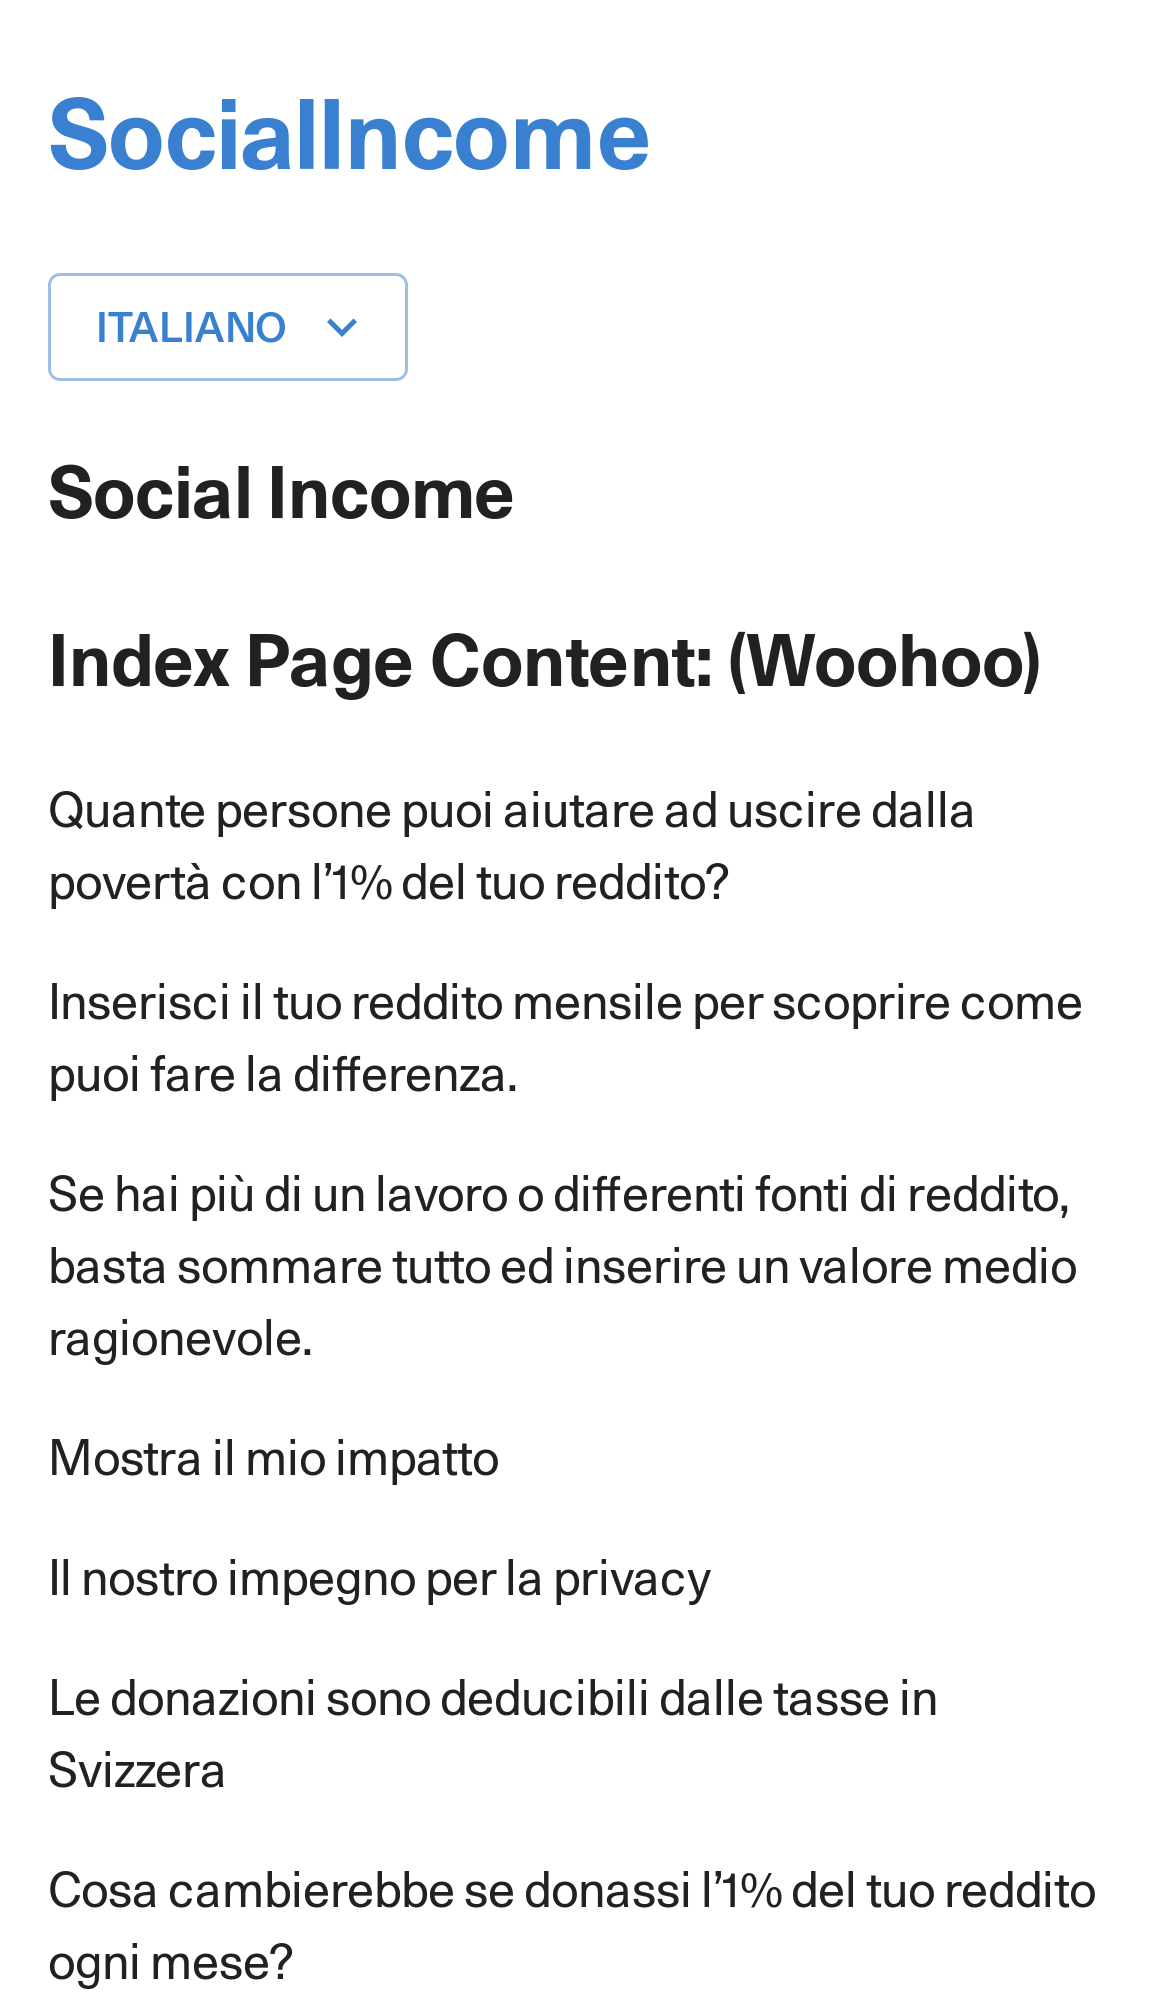 SocialIncome
ITALIANO
Social Income
Index Page Content: (Woohoo)
Quante persone puoi aiutare ad uscire dalla
povertà con l’1% del tuo reddito?
Inserisci il tuo reddito mensile per scoprire come
puoi fare la differenza.
Se hai più di un lavoro o differenti fonti di reddito,
basta sommare tutto ed inserire un valore medio
ragionevole.
Mostra il mio impatto
Il nostro impegno per la privacy
Le donazioni sono deducibili dalle tasse in
Svizzera
Cosa cambierebbe se donassi l’1% del tuo reddito
ogni mese?